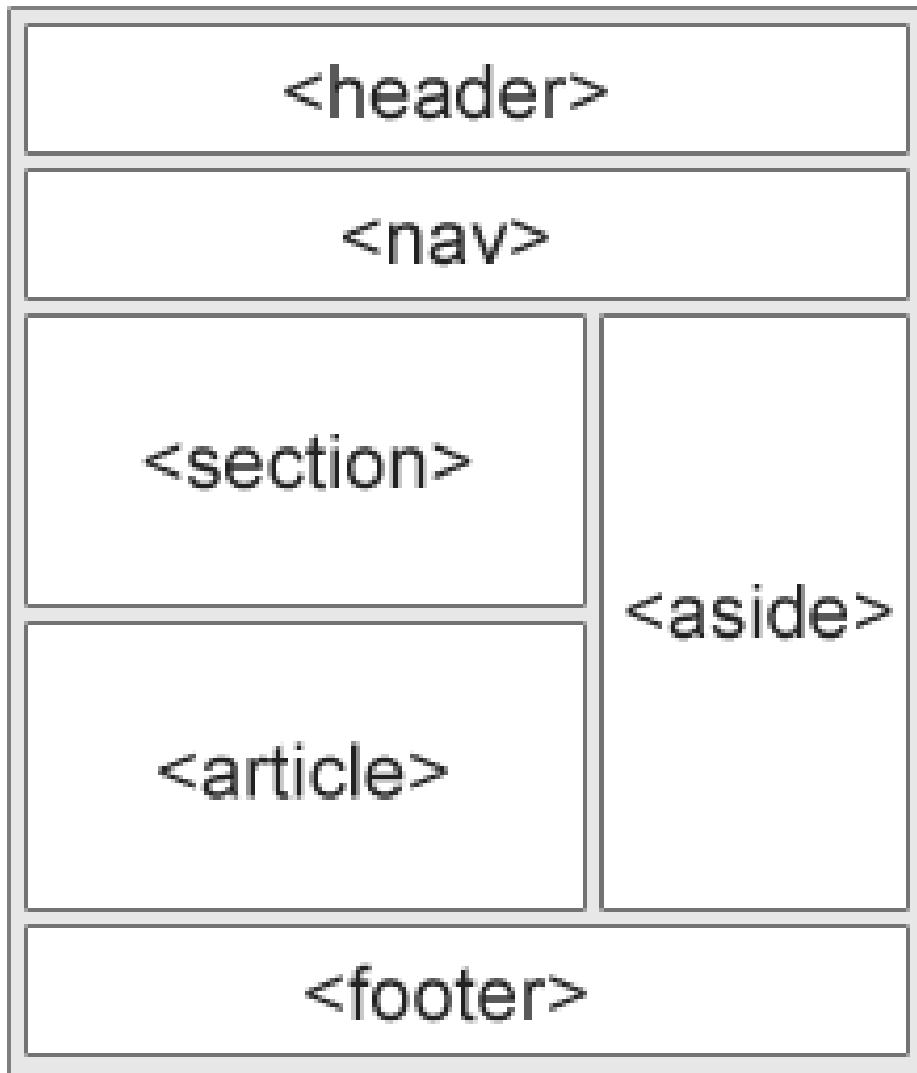 <header>
<nav>
<section>
<aside>
<article>
<footer>